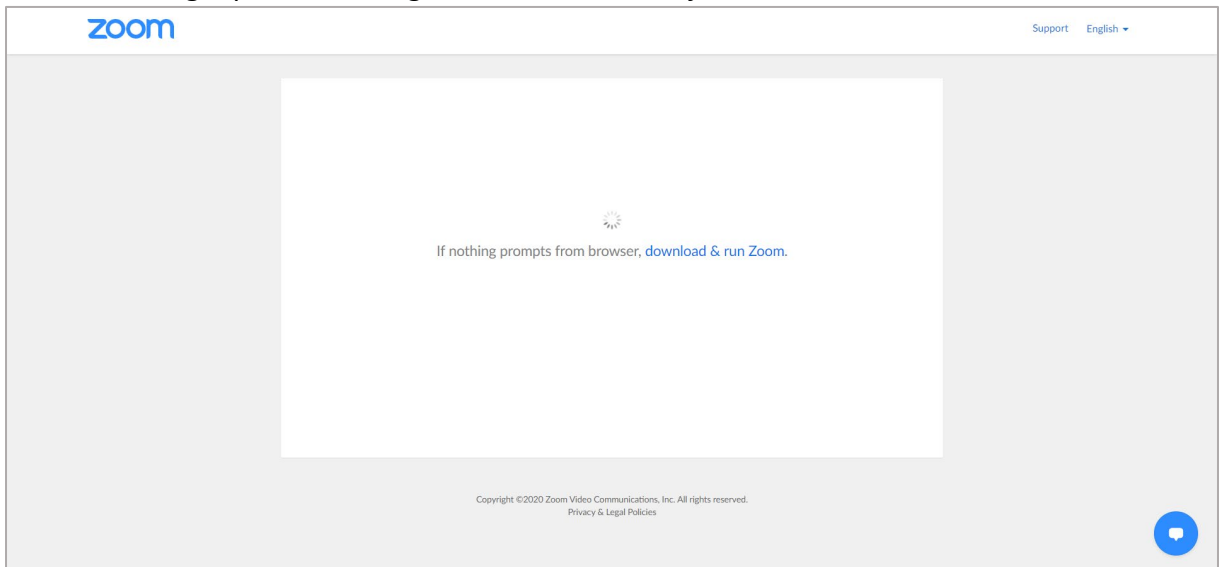 zoom
Support English
If nothing prompts from browser, download & run Zoom.
Copyright ©2020 Zoom Video Communications, Inc. All rights reserved.
Privacy & Legal Policies